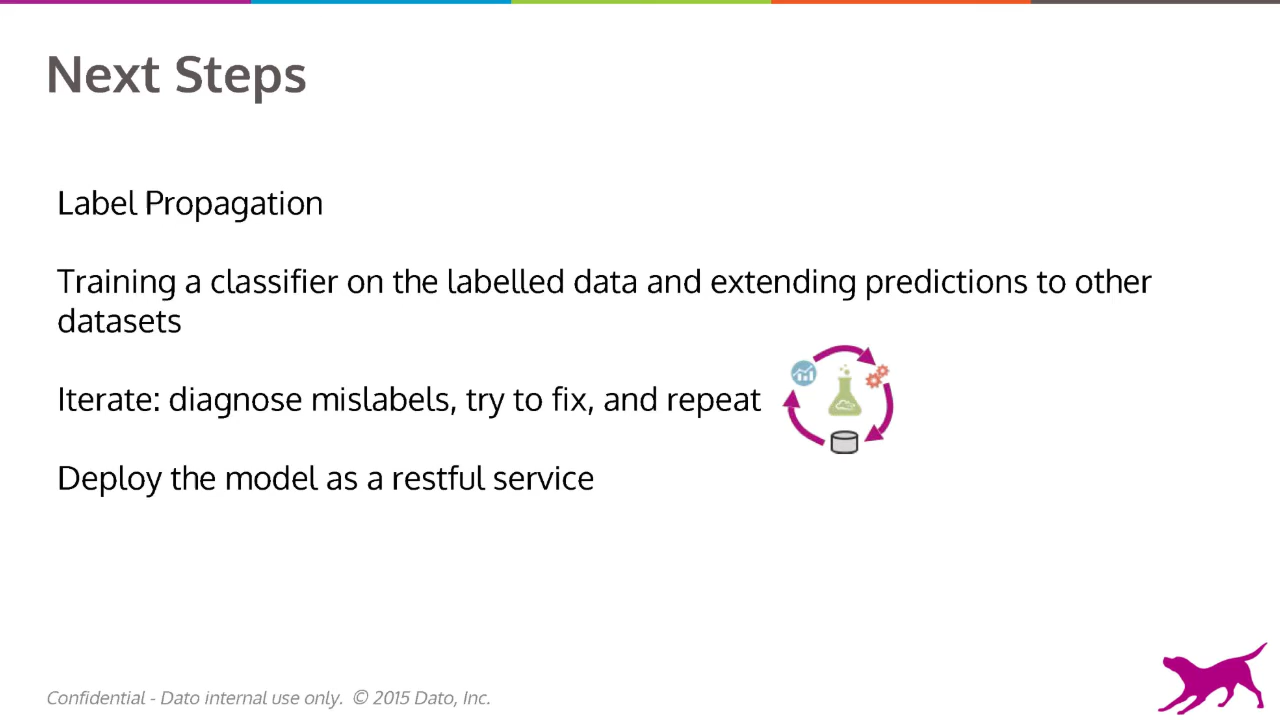 Next Steps
Label Propagation
Training a classifier on the labelled data and extending predictions to other
datasets
Iterate: diagnose mislabels, try to fix, and repeat
Deploy the model as a restful service
Confidential - Dato internal use only. © 2015 Dato, Inc.